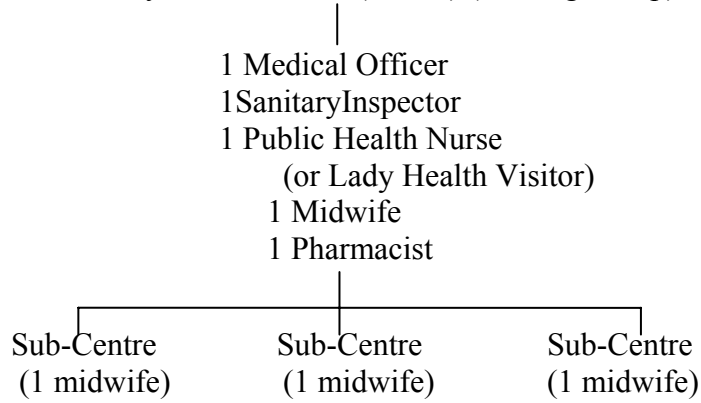 1 Medical Officer
1SanitaryInspector
1 Public Health Nurse
(or Lady Health Visitor)
1 Midwife
1 Pharmacist
Sub-Centre Sub-Centre Sub-Centre
(1 midwife) (1 midwife) (1 midwife)